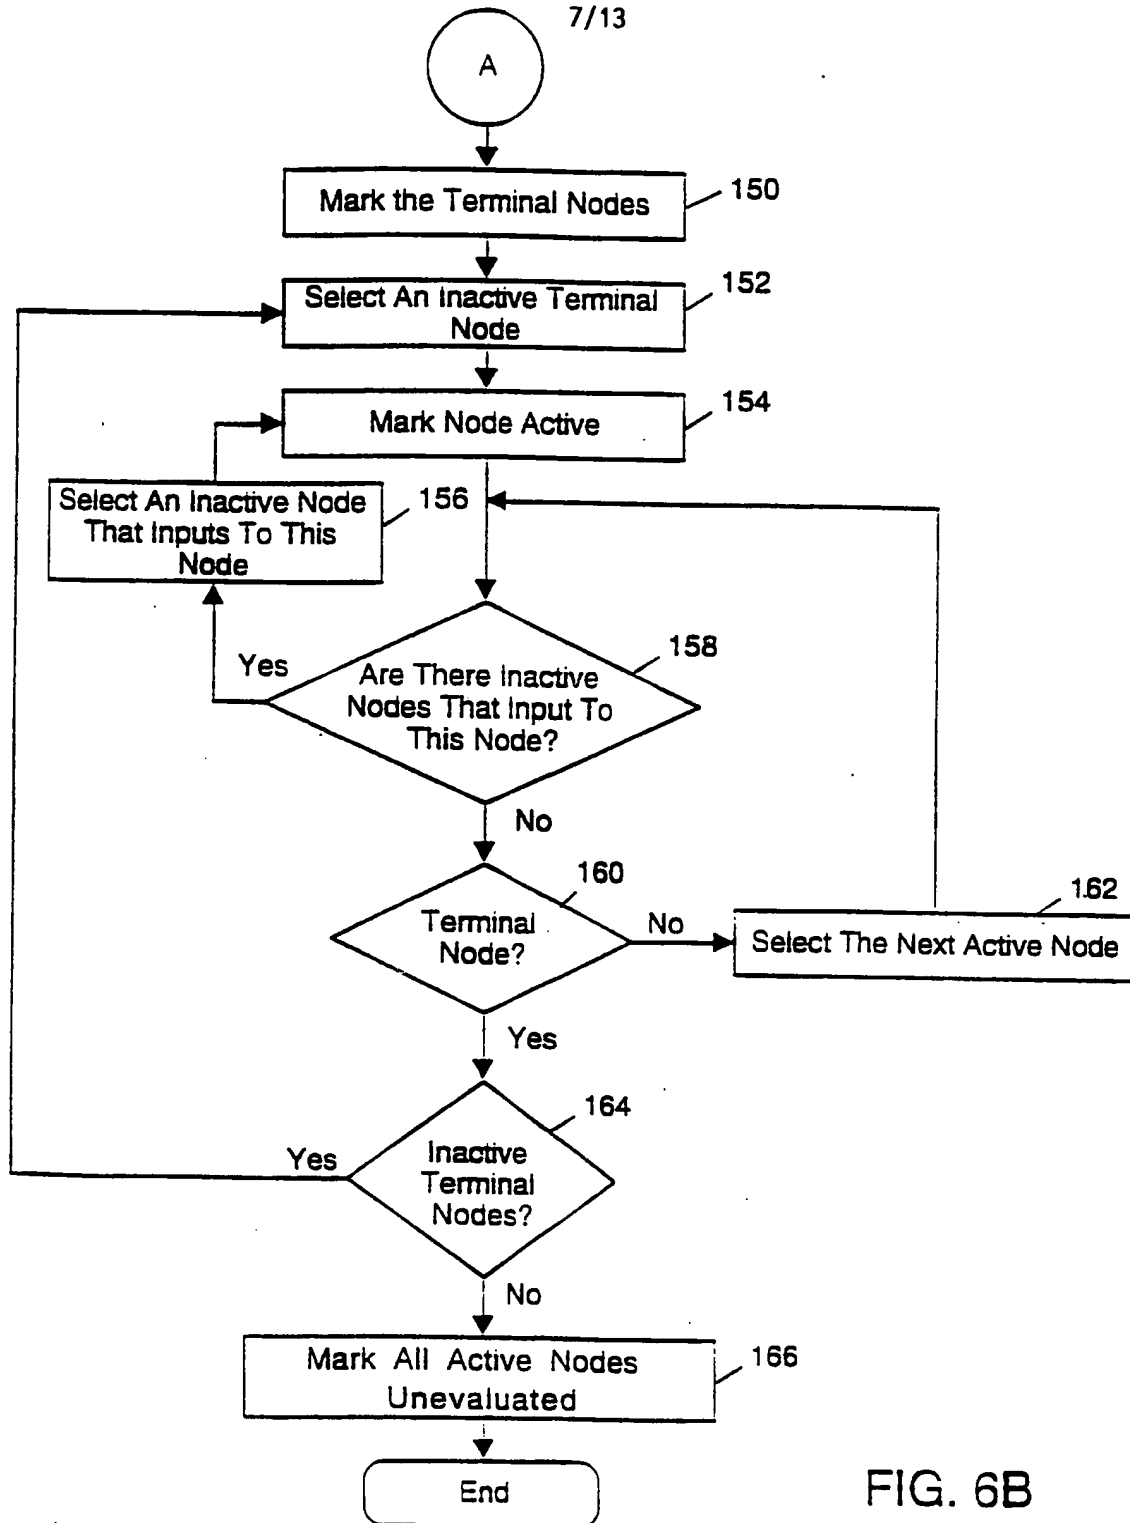 7/13
A
Mark the Terminal Nodes
150
Select An Inactive Terminal
Node
152
Mark Node Active
154
Select An Inactive Node
That Inputs To This
Node
156
Yes
Are There Inactive
Nodes That Input To
This Node?
158
No
160
Terminal
Node?
No
162
Select The Next Active Node
Yes
164
Inactive
Terminal
Nodes?
Yes
No
Mark All Active Nodes
Unevaluated
166
End
FIG. 6B